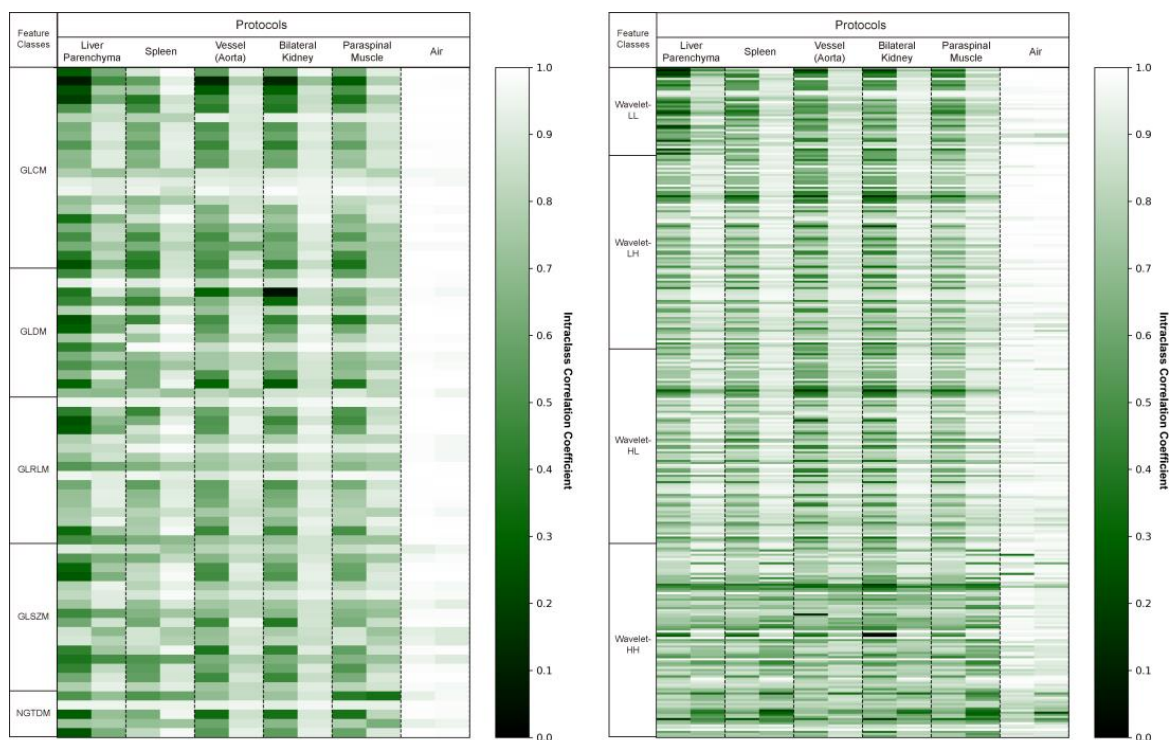 Feature
Classes
Protocols
Liver
Parenchyma
Spleen
Vessel
(Aorta)
Bilateral
Kidney
Paraspinal
Muscle
Air
GLCM
GLDM
GLRLM
GLSZM
NGTDM
1.0
0.9
0.8
0.7
0.6
0.5
0.4
0.3
0.2
0.1
0.0
Intraclass Correlation Coefficient
Feature
Classes
Protocols
Liver
Parenchyma
Spleen
Vessel
(Aorta)
Bilateral
Kidney
Paraspinal
Muscle
Air
Wavelet-
LL
Wavelet-
LH
Wavelet-
HL
Wavelet-
HH
1.0
0.9
0.8
0.7
0.6
0.5
0.4
0.3
0.2
0.1
0.0
Intraclass Correlation Coefficient